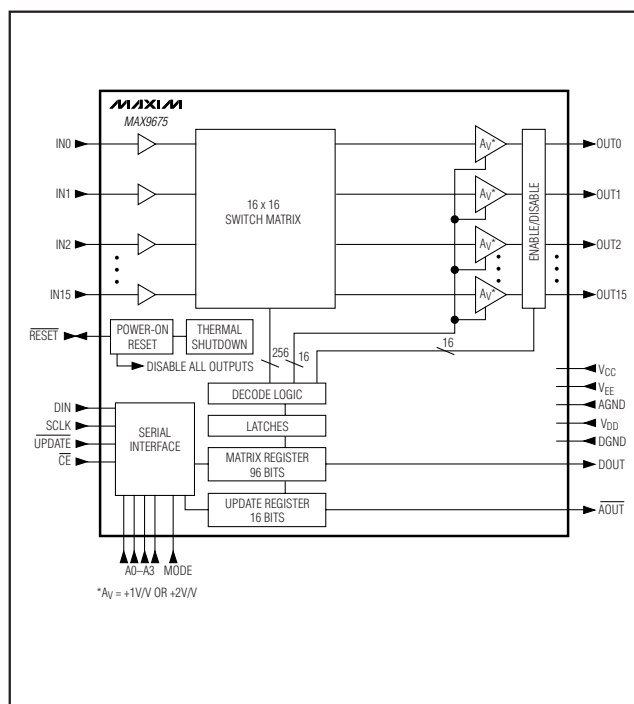 MAXIM
MAX9675
IN0
IN1
IN2
IN15
16 x 16
SWITCH MATRIX
AV*
AV*
AV*
AV*
ENABLE/DISABLE
OUT0
OUT1
OUT2
OUT15
RESET
POWER-ON
RESET
THERMAL
SHUTDOWN
DISABLE ALL OUTPUTS
256
16
16
DECODE LOGIC
LATCHES
MATRIX REGISTER
96 BITS
UPDATE REGISTER
16 BITS
DIN
SCLK
UPDATE
CE
SERIAL
INTERFACE
VCC
VEE
AGND
VDD
DGND
DOUT
AOUT
A0–A3 MODE
*AV = +1V/V OR +2V/V